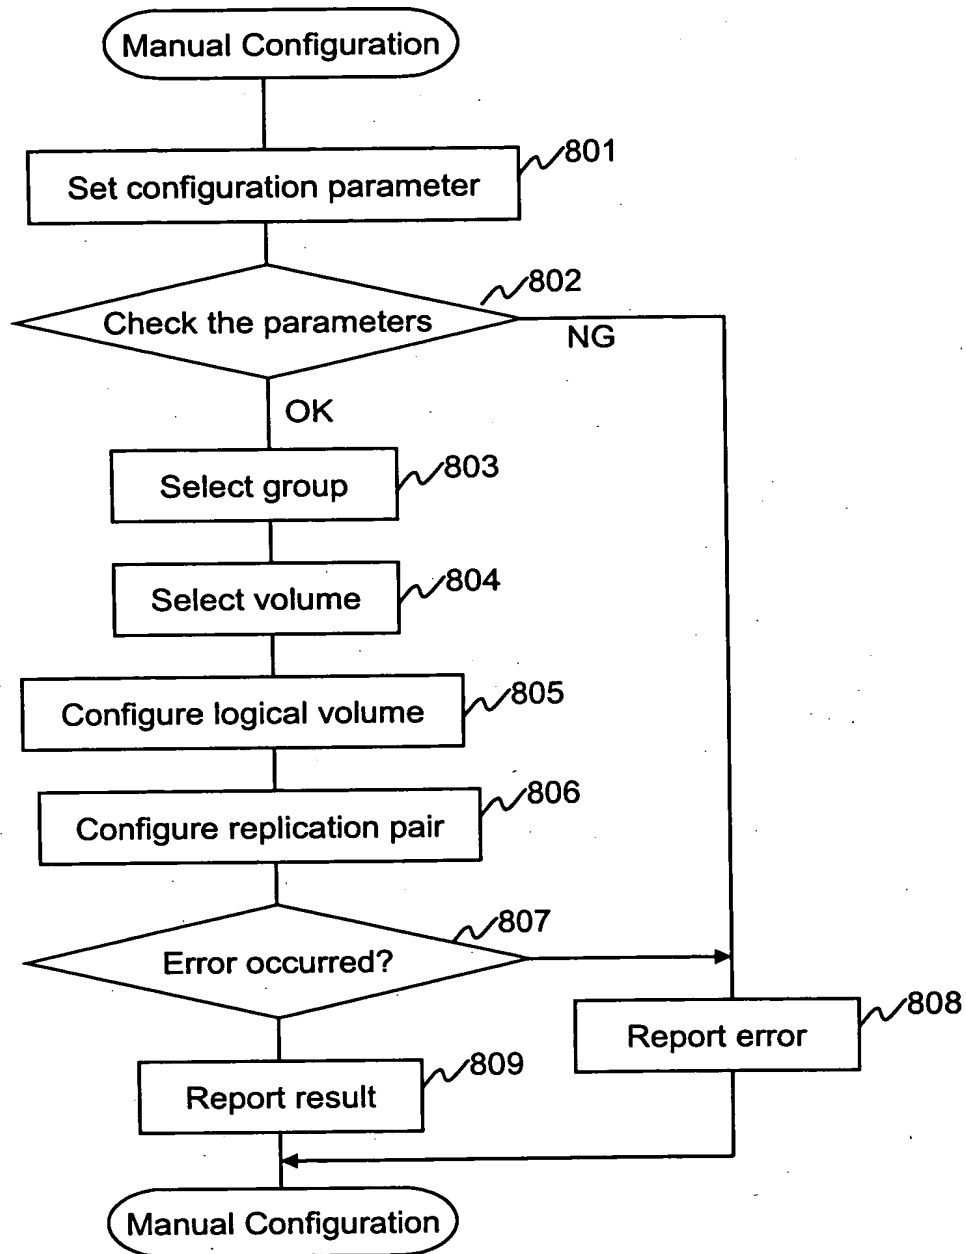 Manual Configuration
801
Set configuration parameter
802
Check the parameters
NG
OK
803
Select group
804
Select volume
805
Configure logical volume
806
Configure replication pair
807
Error occurred?
808
Report error
809
Report result
Manual Configuration